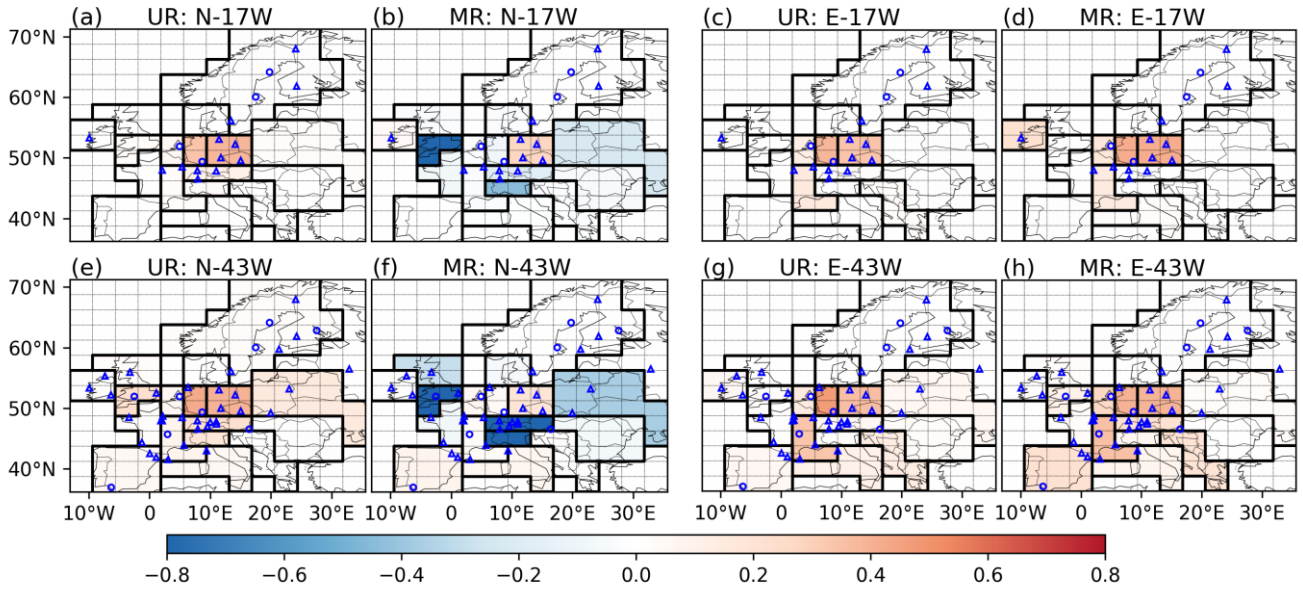 (a) UR: N-17W (b) MR: N-17W (c) UR: E-17W (d) MR: E-17W
70°N
60°N
50°N
40°N
(e) UR: N-43W (f) MR: N-43W (g) UR: E-43W (h) MR: E-43W
70°N
60°N
50°N
40°N
10°W 0 10°E 20°E 30°E 10°W 0 10°E 20°E 30°E 10°W 0 10°E 20°E 30°E 10°W 0 10°E 20°E 30°E
−0.8 −0.6 −0.4 −0.2 0.0 0.2 0.4 0.6 0.8